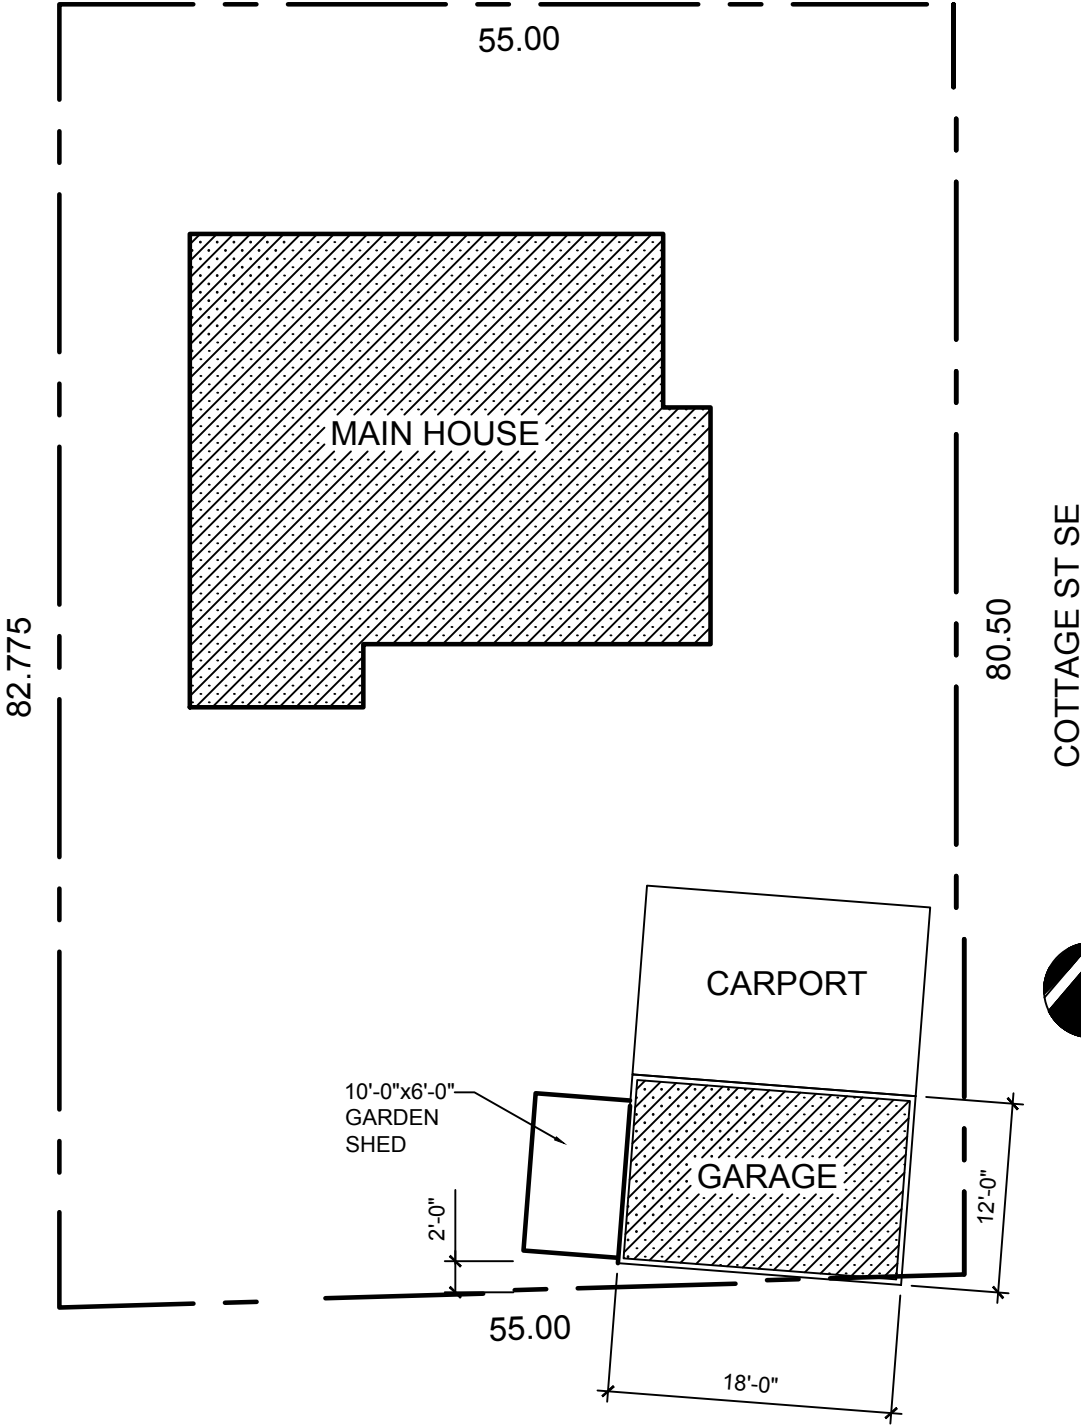 55.00
MAIN HOUSE
82.775
80.50
COTTAGE ST SE
CARPORT
10'-0"x6'-0"
GARDEN
SHED
GARAGE
12'-0"
2'-0"
55.00
18'-0"